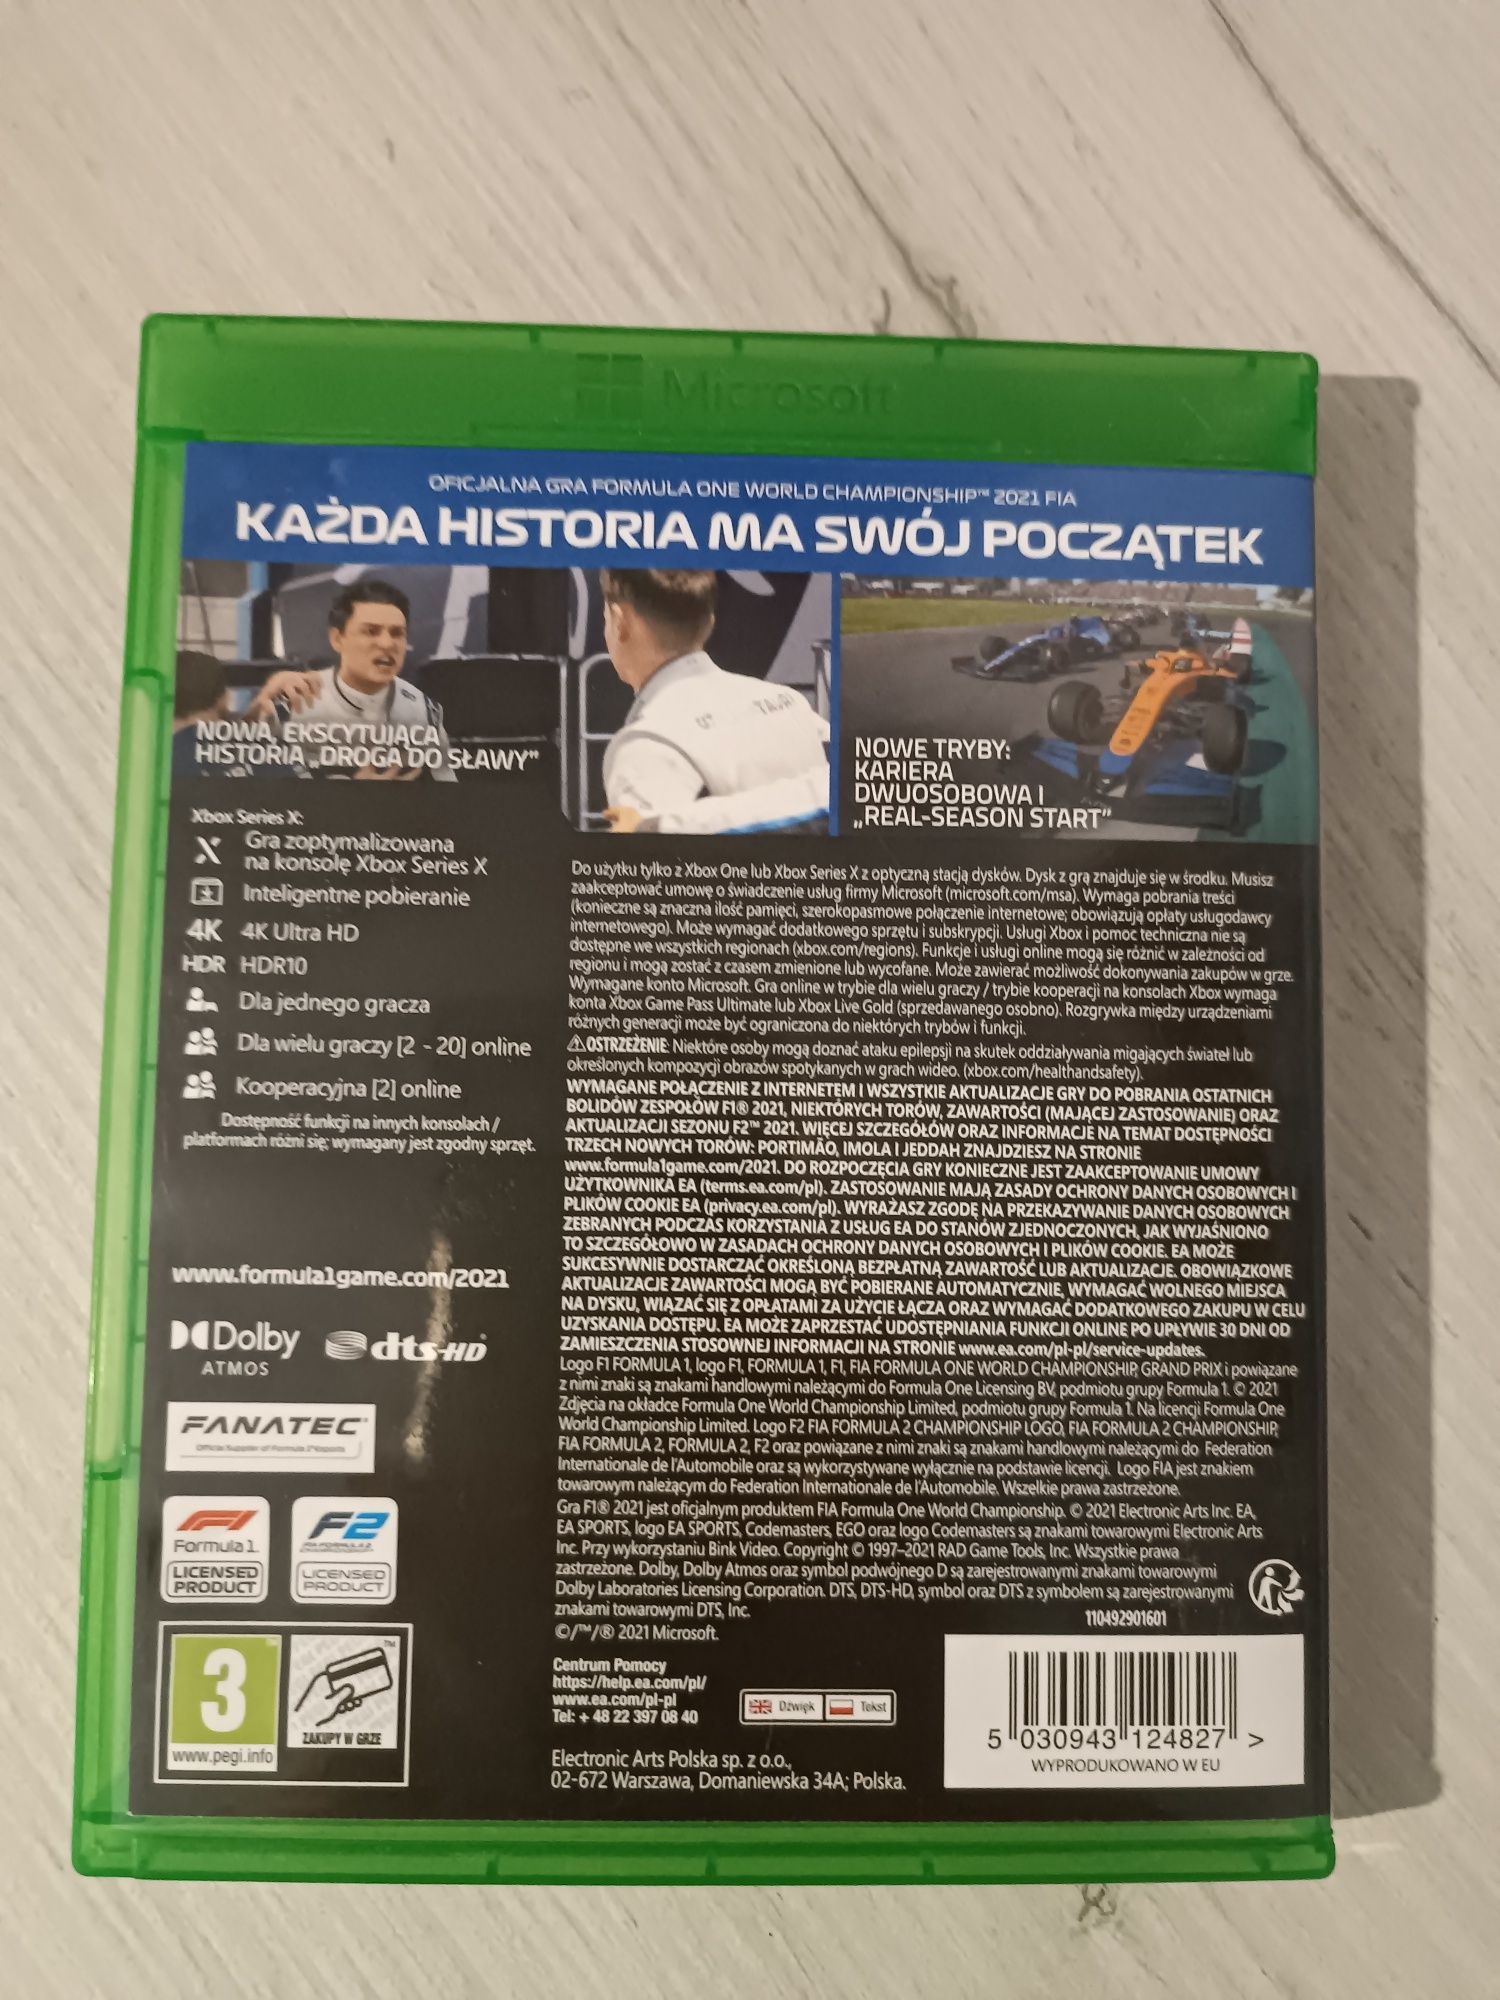 Microsoft
OFICJALNA GRA FORMULA ONE WORLD CHAMPIONSHIP™ 2021 FIA
KAŻDA HISTORIA MA SWÓJ POCZĄTEK
NOWA, EKSCYTUJĄCA
HISTORIA „DROGA DO SŁAWY”
TAURI
NOWE TRYBY:
KARIERA
DWUOSOBOWA I
„REAL-SEASON START”
Xbox Series X:
X Gra zoptymalizowana
na konsolę Xbox Series X
Inteligentne pobieranie
4K 4K Ultra HD
HDR HDR10
Dla jednego gracza
Dla wielu graczy [2 - 20] online
Kooperacyjna [2] online
Dostępność funkcji na innych konsolach /
platformach różni się; wymagany jest zgodny sprzęt.
www.formula1game.com/2021
Dolby
ATMOS
dts-HD
FANATEC
Official Supplier of Formula 1 Esports
Formula 1.
LICENSED
PRODUCT
F2
FIA FORMULA 2
CHAMPIONSHIP
LICENSED
PRODUCT
3
www.pegi.info
ZAKUPY W GRZE
Do użytku tylko z Xbox One lub Xbox Series X z optyczną stacją dysków. Dysk z grą znajduje się w środku. Musisz
zaakceptować umowę o świadczenie usług firmy Microsoft (microsoft.com/msa). Wymaga pobrania treści
(konieczne są znaczna ilość pamięci, szerokopasmowe połączenie internetowe; obowiązują opłaty usługodawcy
internetowego). Może wymagać dodatkowego sprzętu i subskrypcji. Usługi Xbox i pomoc techniczna nie są
dostępne we wszystkich regionach (xbox.com/regions). Funkcje i usługi online mogą się różnić w zależności od
regionu i mogą zostać z czasem zmienione lub wycofane. Może zawierać możliwość dokonywania zakupów w grze.
Wymagane konto Microsoft. Gra online w trybie dla wielu graczy / trybie kooperacji na konsolach Xbox wymaga
konta Xbox Game Pass Ultimate lub Xbox Live Gold (sprzedawanego osobno). Rozgrywka między urządzeniami
różnych generacji może być ograniczona do niektórych trybów i funkcji.
⚠OSTRZEŻENIE: Niektóre osoby mogą doznać ataku epilepsji na skutek oddziaływania migających świateł lub
określonych kompozycji obrazów spotykanych w grach wideo. (xbox.com/healthandsafety).
WYMAGANE POŁĄCZENIE Z INTERNETEM I WSZYSTKIE AKTUALIZACJE GRY DO POBRANIA OSTATNICH
BOLIDÓW ZESPOŁÓW F1® 2021, NIEKTÓRYCH TORÓW, ZAWARTOŚCI (MAJĄCEJ ZASTOSOWANIE) ORAZ
AKTUALIZACJI SEZONU F2™ 2021. WIĘCEJ SZCZEGÓŁÓW ORAZ INFORMACJE NA TEMAT DOSTĘPNOŚCI
TRZECH NOWYCH TORÓW: PORTIMÃO, IMOLA I JEDDAH ZNAJDZIESZ NA STRONIE
www.formula1game.com/2021. DO ROZPOCZĘCIA GRY KONIECZNE JEST ZAAKCEPTOWANIE UMOWY
UŻYTKOWNIKA EA (terms.ea.com/pl). ZASTOSOWANIE MAJĄ ZASADY OCHRONY DANYCH OSOBOWYCH I
PLIKÓW COOKIE EA (privacy.ea.com/pl). WYRAŻASZ ZGODĘ NA PRZEKAZYWANIE DANYCH OSOBOWYCH
ZEBRANYCH PODCZAS KORZYSTANIA Z USŁUG EA DO STANÓW ZJEDNOCZONYCH, JAK WYJAŚNIONO
TO SZCZEGÓŁOWO W ZASADACH OCHRONY DANYCH OSOBOWYCH I PLIKÓW COOKIE. EA MOŻE
SUKCESYWNIE DOSTARCZAĆ OKREŚLONĄ BEZPŁATNĄ ZAWARTOŚĆ LUB AKTUALIZACJE. OBOWIĄZKOWE
AKTUALIZACJE ZAWARTOŚCI MOGĄ BYĆ POBIERANE AUTOMATYCZNIE, WYMAGAĆ WOLNEGO MIEJSCA
NA DYSKU, WIĄZAĆ SIĘ Z OPŁATAMI ZA UŻYCIE ŁĄCZA ORAZ WYMAGAĆ DODATKOWEGO ZAKUPU W CELU
UZYSKANIA DOSTĘPU. EA MOŻE ZAPRZESTAĆ UDOSTĘPNIANIA FUNKCJI ONLINE PO UPŁYWIE 30 DNI OD
ZAMIESZCZENIA STOSOWNEJ INFORMACJI NA STRONIE www.ea.com/pl-pl/service-updates.
Logo F1 FORMULA 1, logo F1, FORMULA 1, F1, FIA FORMULA ONE WORLD CHAMPIONSHIP, GRAND PRIX i powiązane
z nimi znaki są znakami handlowymi należącymi do Formula One Licensing BV, podmiotu grupy Formula 1. © 2021
Zdjęcia na okładce Formula One World Championship Limited, podmiotu grupy Formula 1. Na licencji Formula One
World Championship Limited. Logo F2 FIA FORMULA 2 CHAMPIONSHIP LOGO, FIA FORMULA 2 CHAMPIONSHIP,
FIA FORMULA 2, FORMULA 2, F2 oraz powiązane z nimi znaki są znakami handlowymi należącymi do Federation
Internationale de l'Automobile oraz są wykorzystywane wyłącznie na podstawie licencji. Logo FIA jest znakiem
towarowym należącym do Federation Internationale de l'Automobile. Wszelkie prawa zastrzeżone.
Gra F1® 2021 jest oficjalnym produktem FIA Formula One World Championship. © 2021 Electronic Arts Inc. EA,
EA SPORTS, logo EA SPORTS, Codemasters, EGO oraz logo Codemasters są znakami towarowymi Electronic Arts
Inc. Przy wykorzystaniu Bink Video. Copyright © 1997–2021 RAD Game Tools, Inc. Wszystkie prawa
zastrzeżone. Dolby, Dolby Atmos oraz symbol podwójnego D są zarejestrowanymi znakami towarowymi
Dolby Laboratories Licensing Corporation. DTS, DTS-HD, symbol oraz DTS z symbolem są zarejestrowanymi
znakami towarowymi DTS, Inc.
©/™/® 2021 Microsoft.
110492901601
Centrum Pomocy
https://help.ea.com/pl/
www.ea.com/pl-pl
Tel: + 48 22 397 08 40
Dźwięk Tekst
Electronic Arts Polska sp. z o.o.,
02-672 Warszawa, Domaniewska 34A; Polska.
5 030943 124827 >
WYPRODUKOWANO W EU